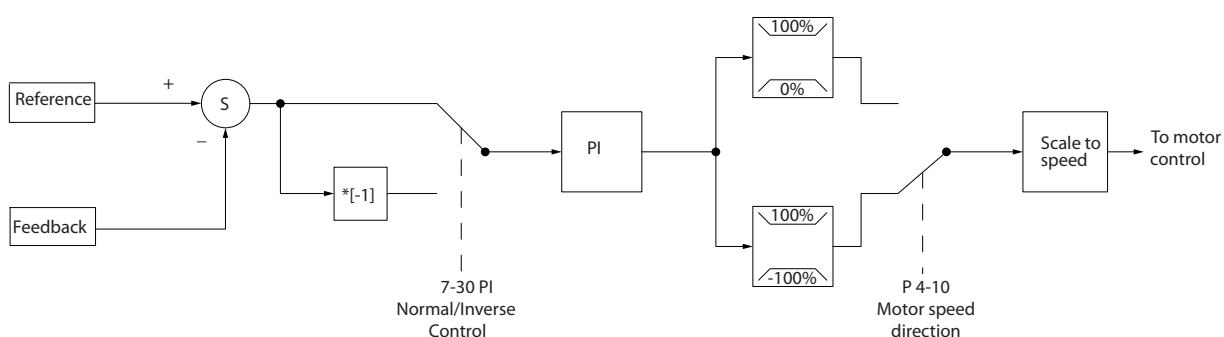 Reference
+
S
−
Feedback
*[-1]
7-30 PI
Normal/Inverse
Control
PI
100%
0%
100%
-100%
P 4-10
Motor speed
direction
Scale to
speed
To motor
control